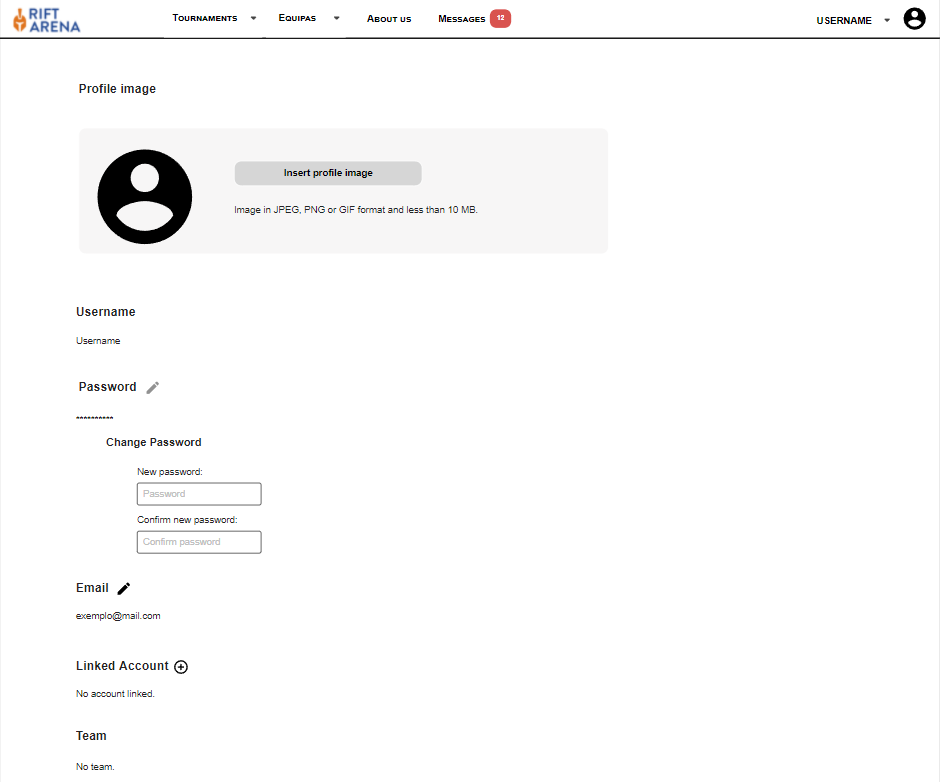 RIFT
ARENA
TOURNAMENTS EQUIPAS ABOUT US MESSAGES 12 USERNAME
Profile image
Insert profile image
Image in JPEG, PNG or GIF format and less than 10 MB.
Username
Username
Password
**********
Change Password
New password:
Password
Confirm new password:
Confirm password
Email
exemplo@mail.com
Linked Account
No account linked.
Team
No team.